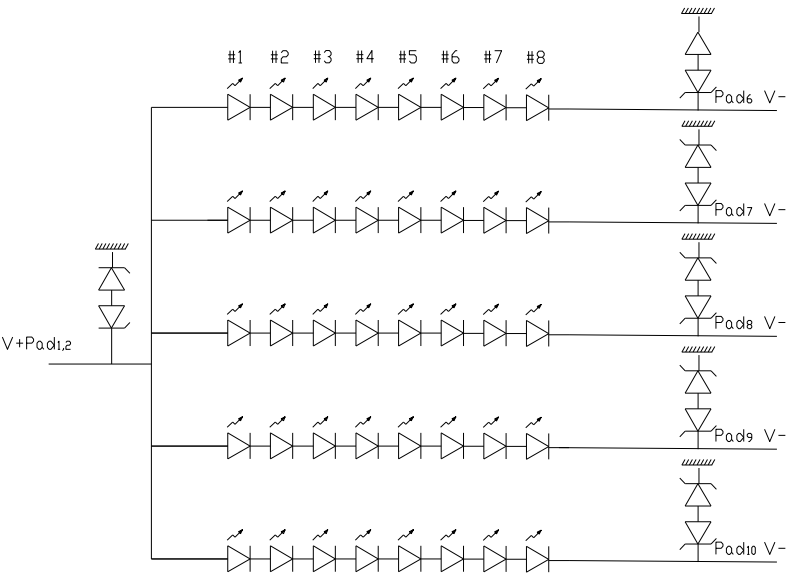 #1 #2 #3 #4 #5 #6 #7 #8
Pad6 V-
Pad7 V-
Pad8 V-
V+Pad1,2
Pad9 V-
Pad10 V-